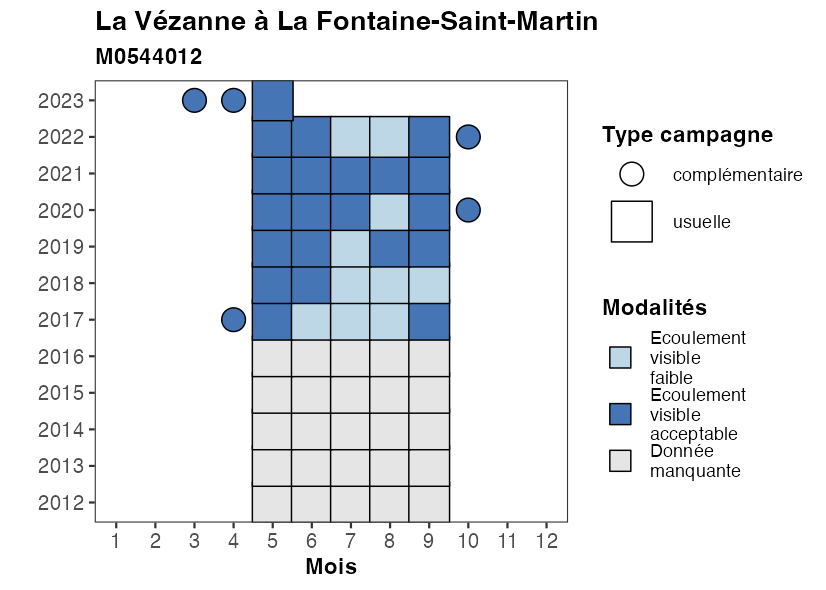 La Vézanne à La Fontaine-Saint-Martin
M0544012
2023
2022
2021
2020
2019
2018
2017
2016
2015
2014
2013
2012
1 2 3 4 5 6 7 8 9 10 11 12
Mois
Type campagne
complémentaire
usuelle
Modalités
Ecoulement
visible
faible
Ecoulement
visible
acceptable
Donnée
manquante